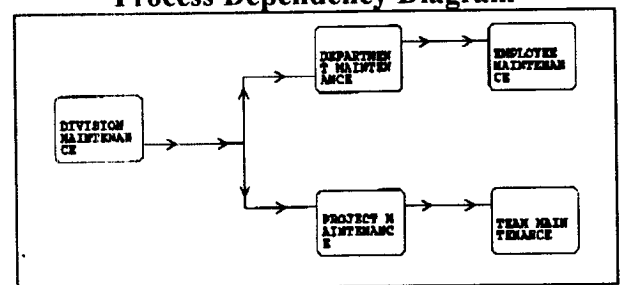 Process Dependency Diagram
DEPARTMEN
T MAINTEN
ANCE
EMPLOYEE
MAINTENAN
CE
DIVISION
MAINTENAN
CE
PROJECT M
AINTENANC
E
TEAM MAIN
TENANCE